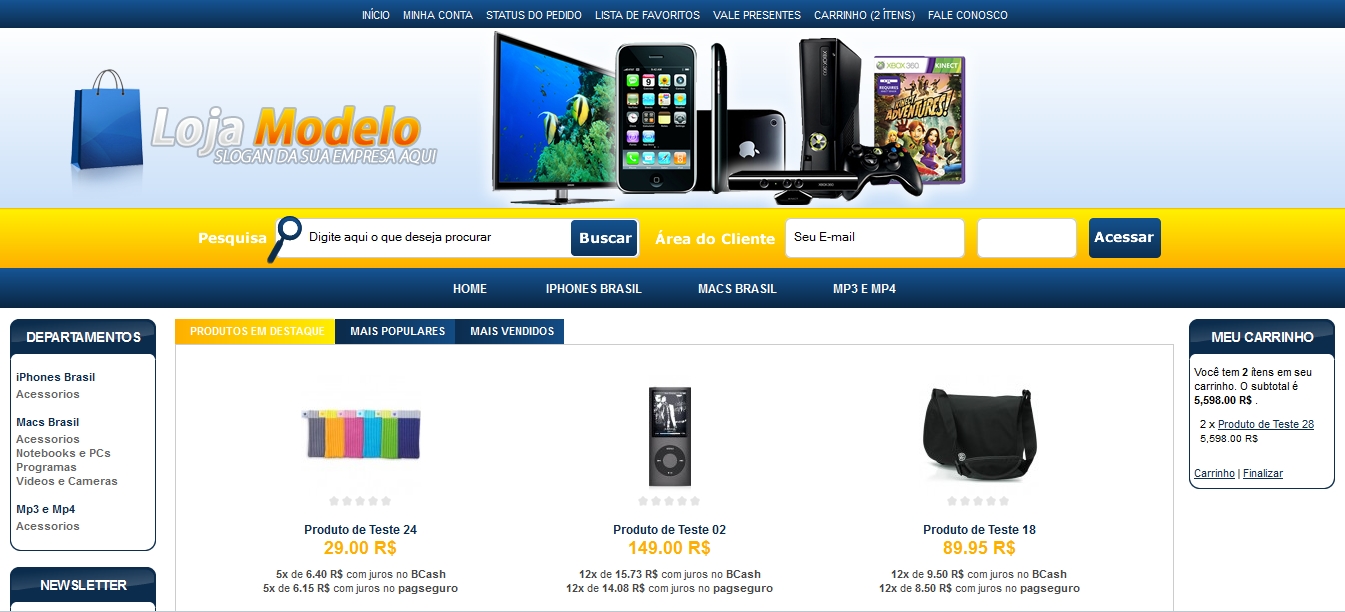 INÍCIO MINHA CONTA STATUS DO PEDIDO LISTA DE FAVORITOS VALE PRESENTES CARRINHO (2 ÍTENS) FALE CONOSCO
Loja Modelo
SLOGAN DA SUA EMPRESA AQUI
XBOX 360 KINECT
KINECT
ADVENTURES!
Pesquisa Digite aqui o que deseja procurar Buscar Área do Cliente Seu E-mail Acessar
HOME IPHONES BRASIL MACS BRASIL MP3 E MP4
DEPARTAMENTOS
iPhones Brasil
Acessorios
Macs Brasil
Acessorios
Notebooks e PCs
Programas
Videos e Cameras
Mp3 e Mp4
Acessorios
NEWSLETTER
PRODUTOS EM DESTAQUE MAIS POPULARES MAIS VENDIDOS
Produto de Teste 24
29.00 R$
5x de 6.40 R$ com juros no BCash
5x de 6.15 R$ com juros no pagseguro
Produto de Teste 02
149.00 R$
12x de 15.73 R$ com juros no BCash
12x de 14.08 R$ com juros no pagseguro
Produto de Teste 18
89.95 R$
12x de 9.50 R$ com juros no BCash
12x de 8.50 R$ com juros no pagseguro
MEU CARRINHO
Você tem 2 ítens em seu
carrinho. O subtotal é
5,598.00 R$ .
2 x Produto de Teste 28
5,598.00 R$
Carrinho | Finalizar